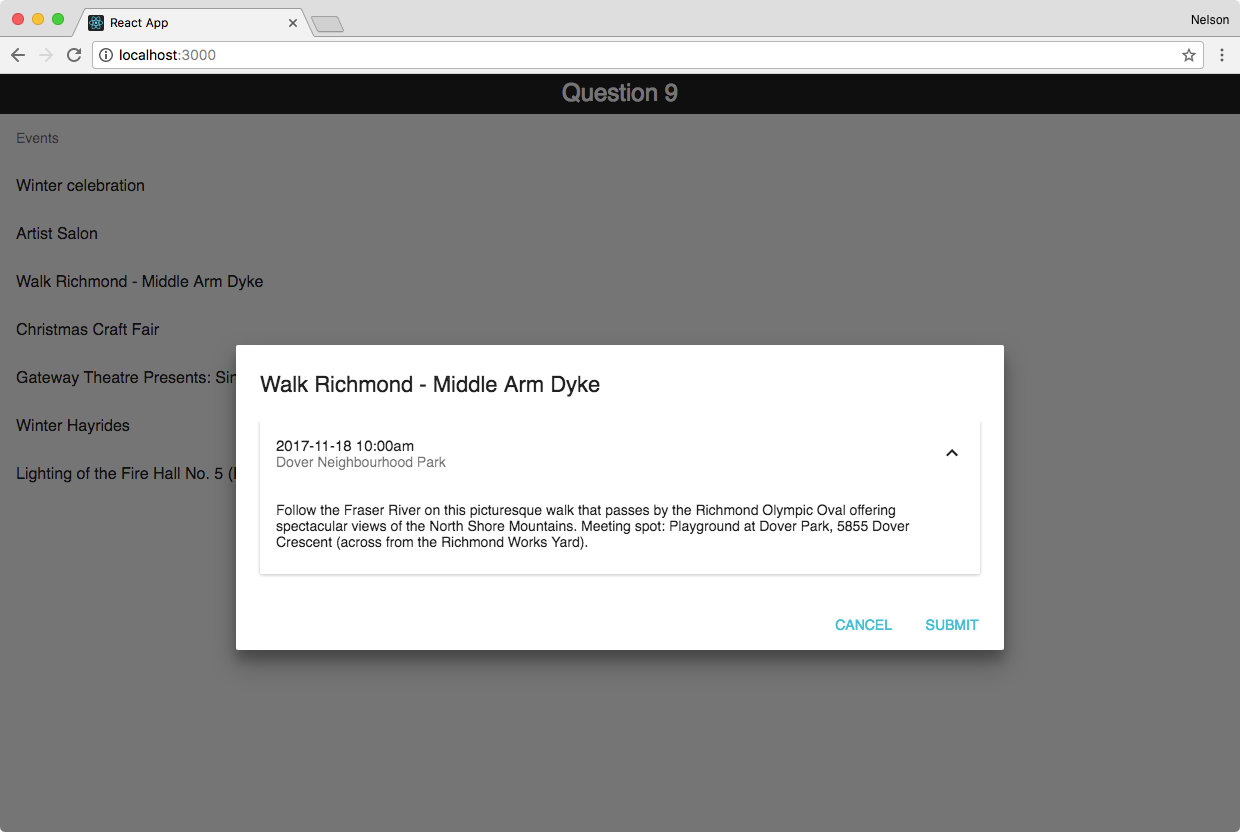 React App
Nelson
localhost:3000
Question 9
Events
Winter celebration
Artist Salon
Walk Richmond - Middle Arm Dyke
Christmas Craft Fair
Gateway Theatre Presents:
Winter Hayrides
Lighting of the Fire Hall No. 5
Walk Richmond - Middle Arm Dyke
2017-11-18 10:00am
Dover Neighbourhood Park
Follow the Fraser River on this picturesque walk that passes by the Richmond Olympic Oval offering
spectacular views of the North Shore Mountains. Meeting spot: Playground at Dover Park, 5855 Dover
Crescent (across from the Richmond Works Yard).
CANCEL
SUBMIT